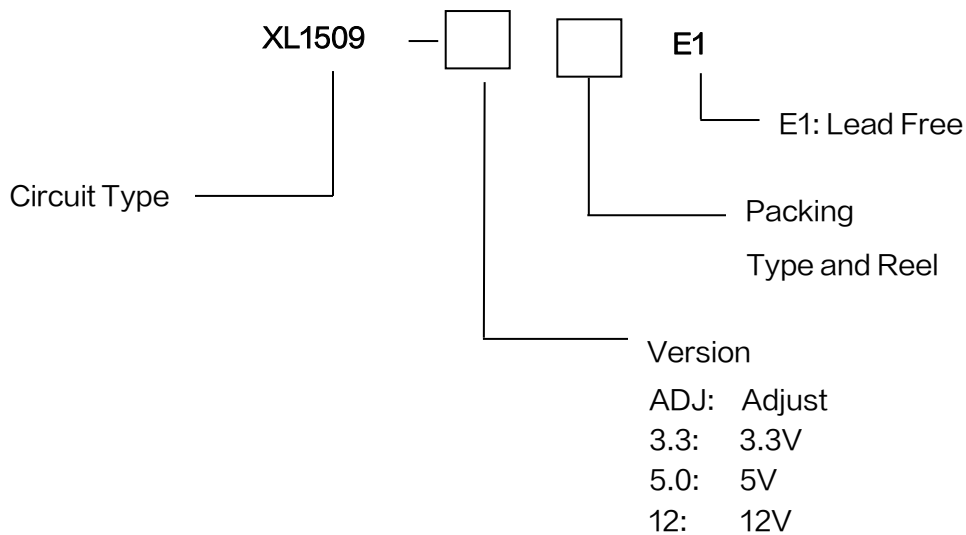 XL1509 — E1
E1: Lead Free
Circuit Type
Packing
Type and Reel
Version
ADJ: Adjust
3.3: 3.3V
5.0: 5V
12: 12V